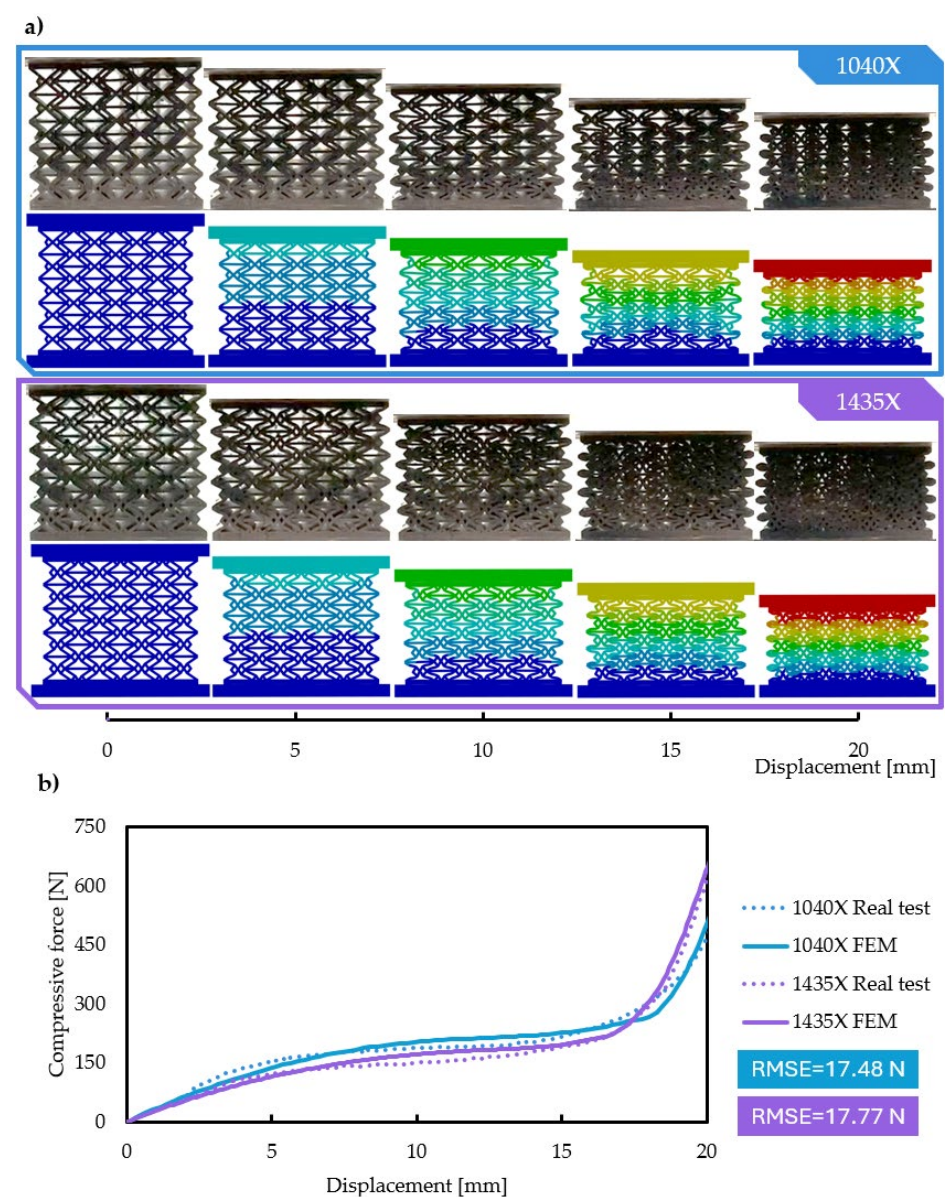 a)
1040X
1435X
0 5 10 15 20
Displacement [mm]
b)
750
600
450
300
150
0
Compressive force [N]
0 5 10 15 20
Displacement [mm]
1040X Real test
1040X FEM
1435X Real test
1435X FEM
RMSE=17.48 N
RMSE=17.77 N